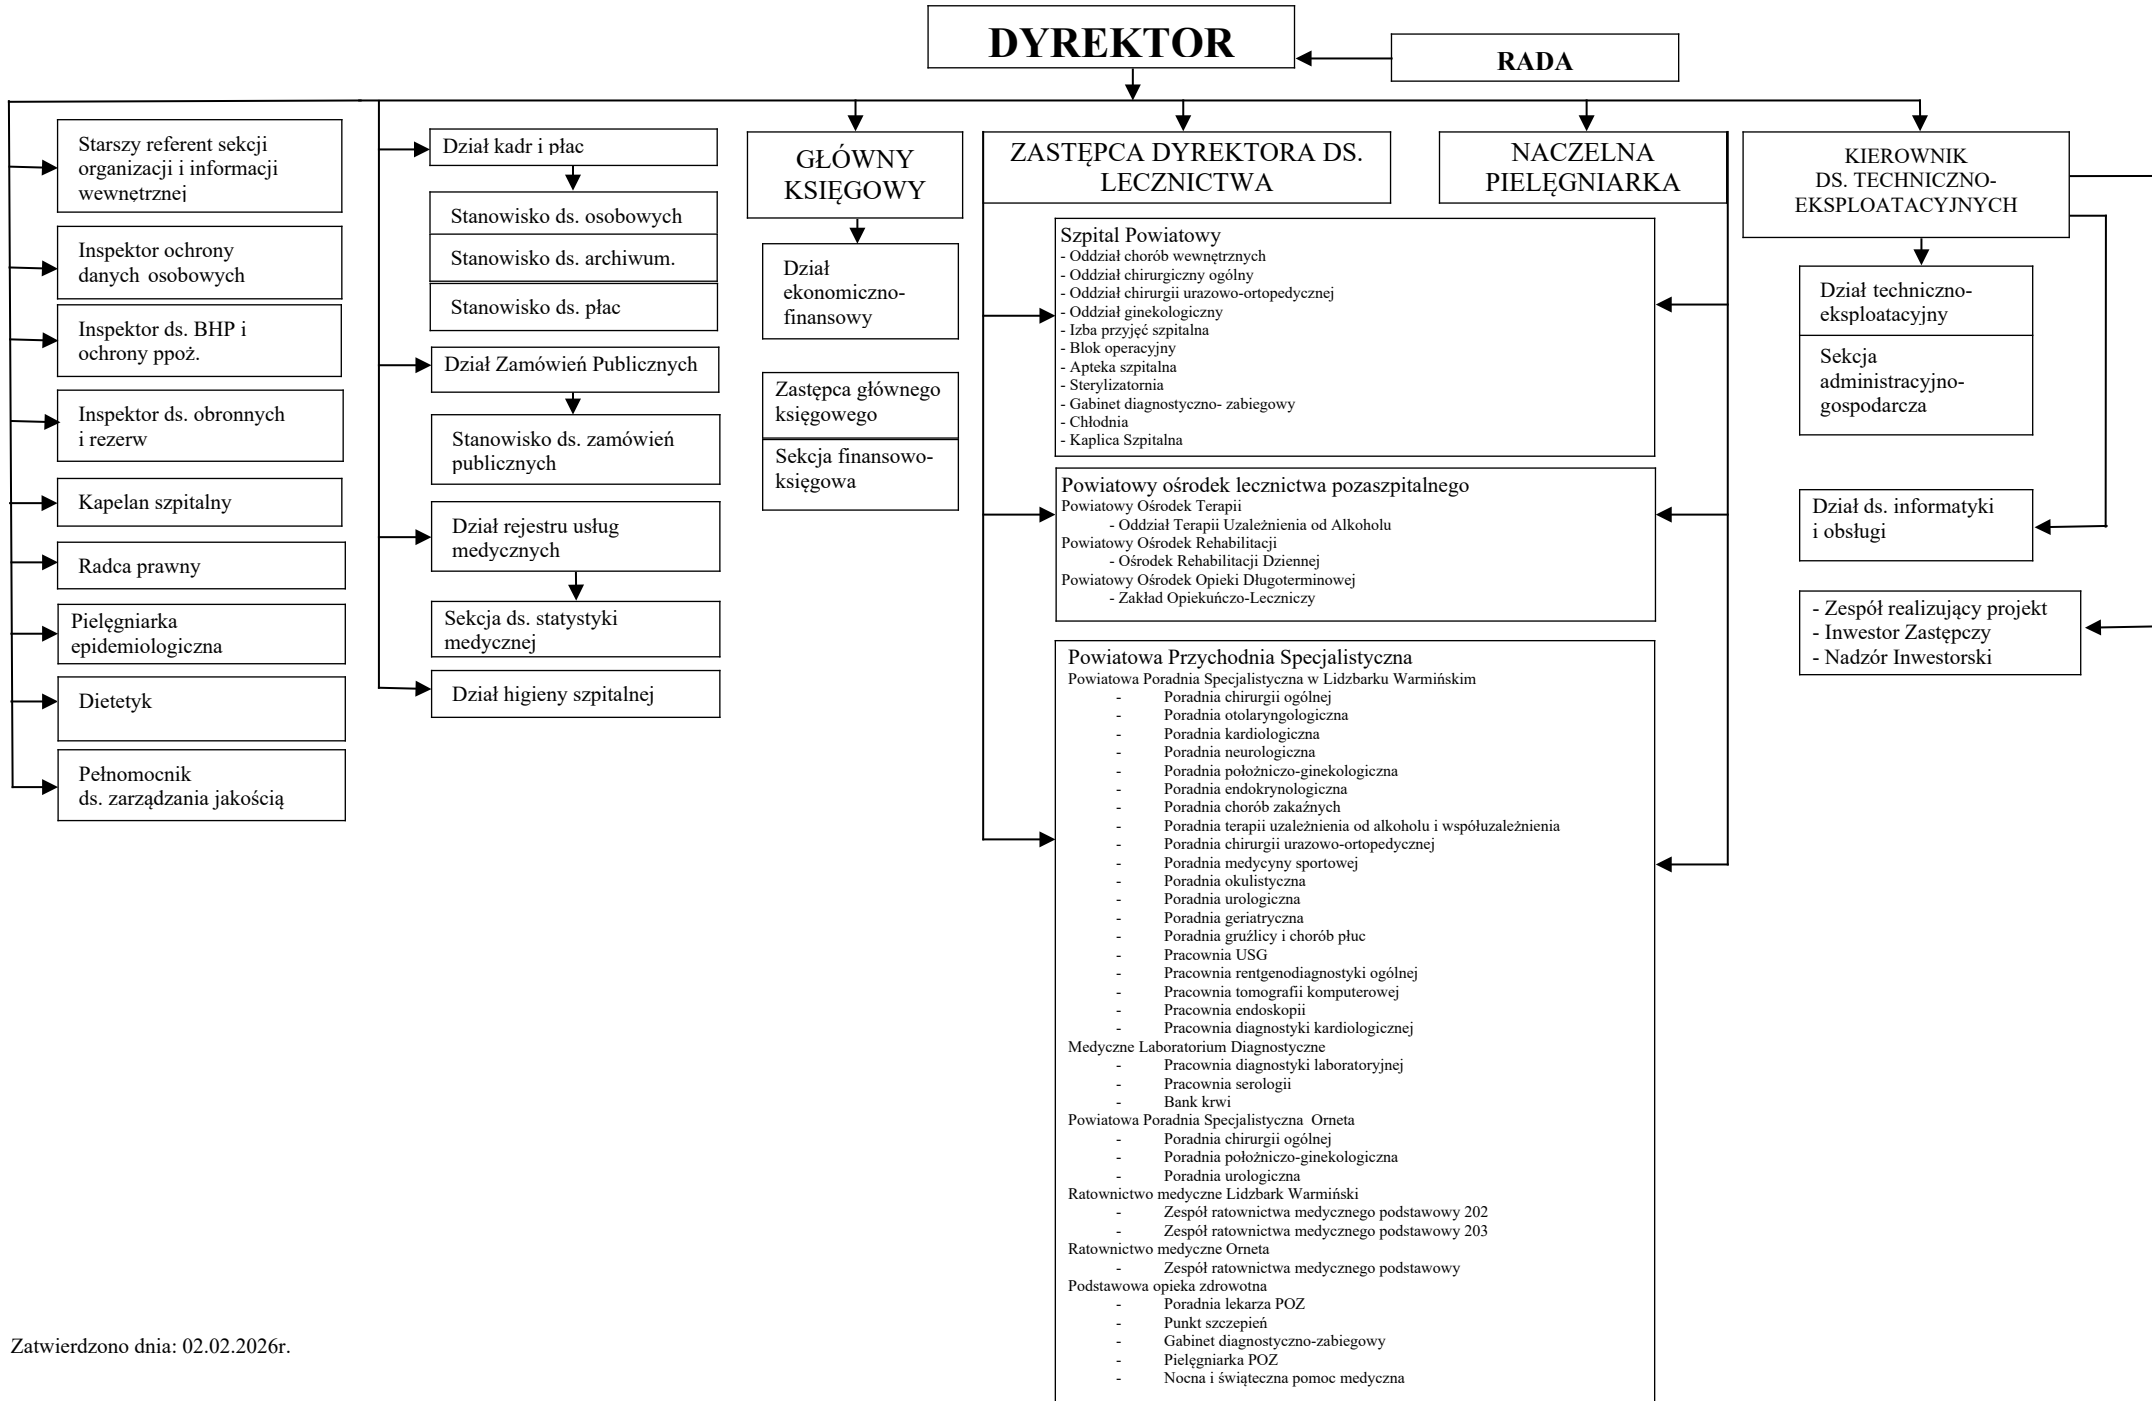 DYREKTOR
RADA
Starszy referent sekcji
organizacji i informacji
wewnętrznej
Inspektor ochrony
danych osobowych
Inspektor ds. BHP i
ochrony ppoż.
Inspektor ds. obronnych
i rezerw
Kapelan szpitalny
Radca prawny
Pielęgniarka
epidemiologiczna
Dietetyk
Pełnomocnik
ds. zarządzania jakością
Dział kadr i płac
Stanowisko ds. osobowych
Stanowisko ds. archiwum.
Stanowisko ds. płac
Dział Zamówień Publicznych
Stanowisko ds. zamówień
publicznych
Dział rejestru usług
medycznych
Sekcja ds. statystyki
medycznej
Dział higieny szpitalnej
GŁÓWNY
KSIĘGOWY
Dział
ekonomiczno-
finansowy
Zastępca głównego
księgowego
Sekcja finansowo-
księgowa
ZASTĘPCA DYREKTORA DS.
LECZNICTWA
NACZELNA
PIELĘGNIARKA
Szpital Powiatowy
- Oddział chorób wewnętrznych
- Oddział chirurgiczny ogólny
- Oddział chirurgii urazowo-ortopedycznej
- Oddział ginekologiczny
- Izba przyjęć szpitalna
- Blok operacyjny
- Apteka szpitalna
- Sterylizatornia
- Gabinet diagnostyczno- zabiegowy
- Chłodnia
- Kaplica Szpitalna
Powiatowy ośrodek lecznictwa pozaszpitalnego
Powiatowy Ośrodek Terapii
- Oddział Terapii Uzależnienia od Alkoholu
Powiatowy Ośrodek Rehabilitacji
- Ośrodek Rehabilitacji Dziennej
Powiatowy Ośrodek Opieki Długoterminowej
- Zakład Opiekuńczo-Leczniczy
Powiatowa Przychodnia Specjalistyczna
Powiatowa Poradnia Specjalistyczna w Lidzbarku Warmińskim
- Poradnia chirurgii ogólnej
- Poradnia otolaryngologiczna
- Poradnia kardiologiczna
- Poradnia neurologiczna
- Poradnia położniczo-ginekologiczna
- Poradnia endokrynologiczna
- Poradnia chorób zakaźnych
- Poradnia terapii uzależnienia od alkoholu i współuzależnienia
- Poradnia chirurgii urazowo-ortopedycznej
- Poradnia medycyny sportowej
- Poradnia okulistyczna
- Poradnia urologiczna
- Poradnia geriatryczna
- Poradnia gruźlicy i chorób płuc
- Pracownia USG
- Pracownia rentgenodiagnostyki ogólnej
- Pracownia tomografii komputerowej
- Pracownia endoskopii
- Pracownia diagnostyki kardiologicznej
Medyczne Laboratorium Diagnostyczne
- Pracownia diagnostyki laboratoryjnej
- Pracownia serologii
- Bank krwi
Powiatowa Poradnia Specjalistyczna Orneta
- Poradnia chirurgii ogólnej
- Poradnia położniczo-ginekologiczna
- Poradnia urologiczna
Ratownictwo medyczne Lidzbark Warmiński
- Zespół ratownictwa medycznego podstawowy 202
- Zespół ratownictwa medycznego podstawowy 203
Ratownictwo medyczne Orneta
- Zespół ratownictwa medycznego podstawowy
Podstawowa opieka zdrowotna
- Poradnia lekarza POZ
- Punkt szczepień
- Gabinet diagnostyczno-zabiegowy
- Pielęgniarka POZ
- Nocna i świąteczna pomoc medyczna
KIEROWNIK
DS. TECHNICZNO-
EKSPLOATACYJNYCH
Dział techniczno-
eksploatacyjny
Sekcja
administracyjno-
gospodarcza
Dział ds. informatyki
i obsługi
- Zespół realizujący projekt
- Inwestor Zastępczy
- Nadzór Inwestorski
Zatwierdzono dnia: 02.02.2026r.